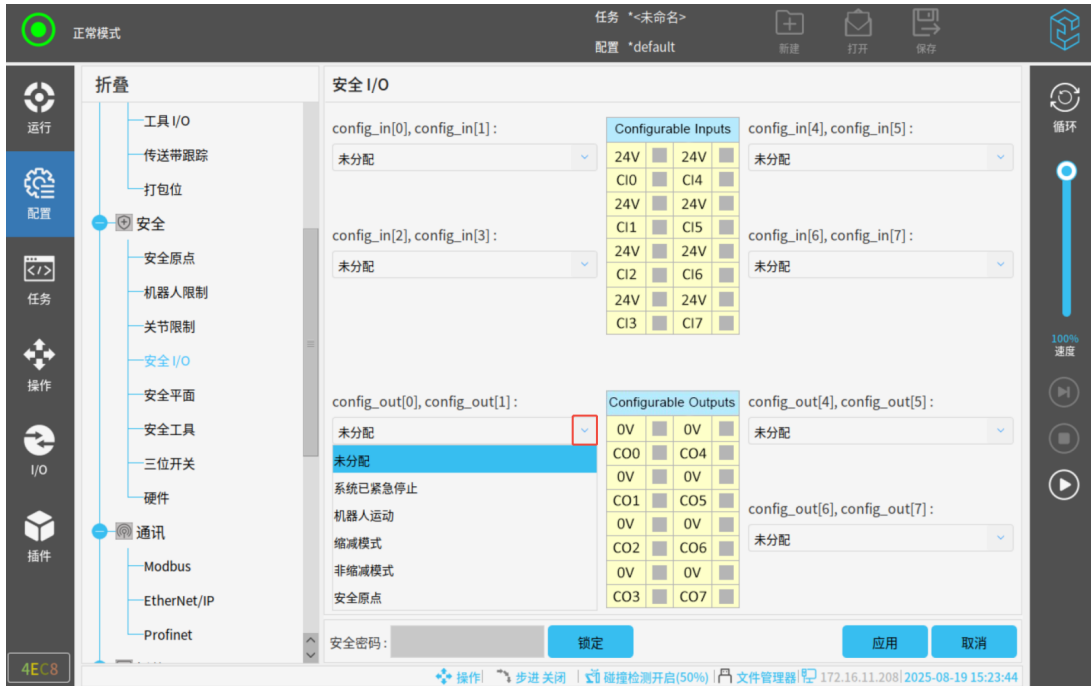 正常模式
任务 *<未命名>
配置 *default
新建
打开
保存
运行
配置
任务
操作
I/O
插件
4EC8
折叠
工具 I/O
传送带跟踪
打包位
安全
安全原点
机器人限制
关节限制
安全 I/O
安全平面
安全工具
三位开关
硬件
通讯
Modbus
EtherNet/IP
Profinet
安全 I/O
config_in[0], config_in[1] :
未分配
config_in[2], config_in[3] :
未分配
Configurable Inputs
24V 24V
CI0 CI4
24V 24V
CI1 CI5
24V 24V
CI2 CI6
24V 24V
CI3 CI7
config_in[4], config_in[5] :
未分配
config_in[6], config_in[7] :
未分配
config_out[0], config_out[1] :
未分配
未分配
系统已紧急停止
机器人运动
缩减模式
非缩减模式
安全原点
Configurable Outputs
0V 0V
CO0 CO4
0V 0V
CO1 CO5
0V 0V
CO2 CO6
0V 0V
CO3 CO7
config_out[4], config_out[5] :
未分配
config_out[6], config_out[7] :
未分配
安全密码 :
锁定
应用
取消
循环
100%
速度
操作| 步进 关闭 | 碰撞检测开启(50%) | 文件管理器| 172.16.11.208| 2025-08-19 15:23:44